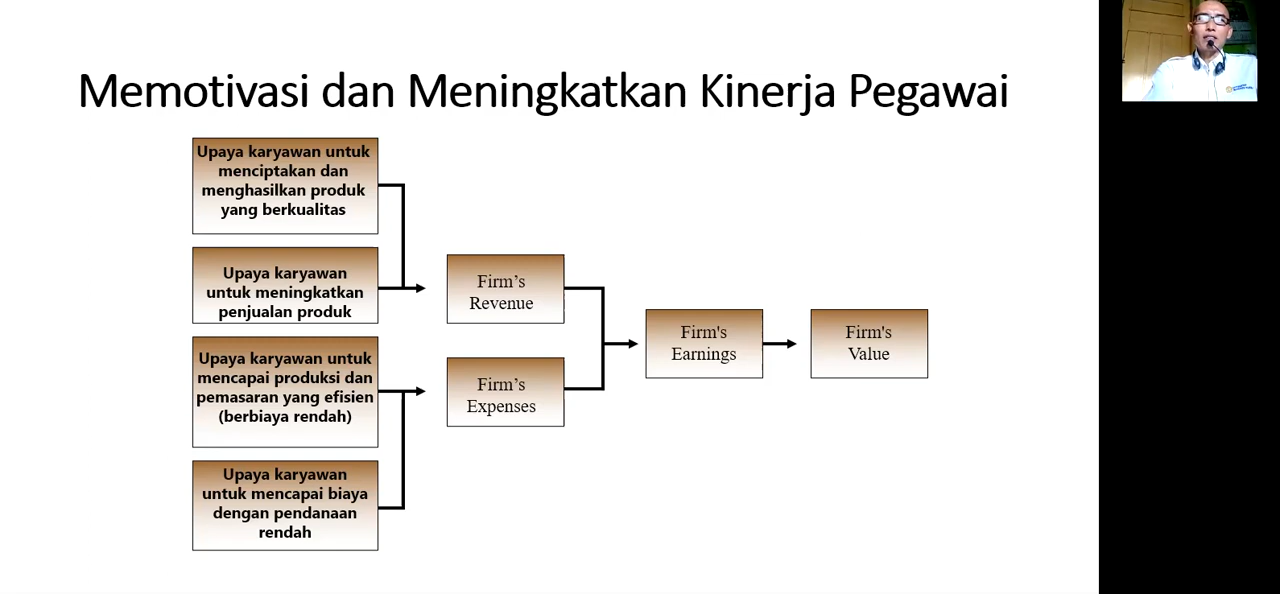 Memotivasi dan Meningkatkan Kinerja Pegawai
Upaya karyawan untuk
menciptakan dan
menghasilkan produk
yang berkualitas
Upaya karyawan
untuk meningkatkan
penjualan produk
Upaya karyawan untuk
mencapai produksi dan
pemasaran yang efisien
(berbiaya rendah)
Upaya karyawan
untuk mencapai biaya
dengan pendanaan
rendah
Firm’s
Revenue
Firm’s
Expenses
Firm's
Earnings
Firm's
Value